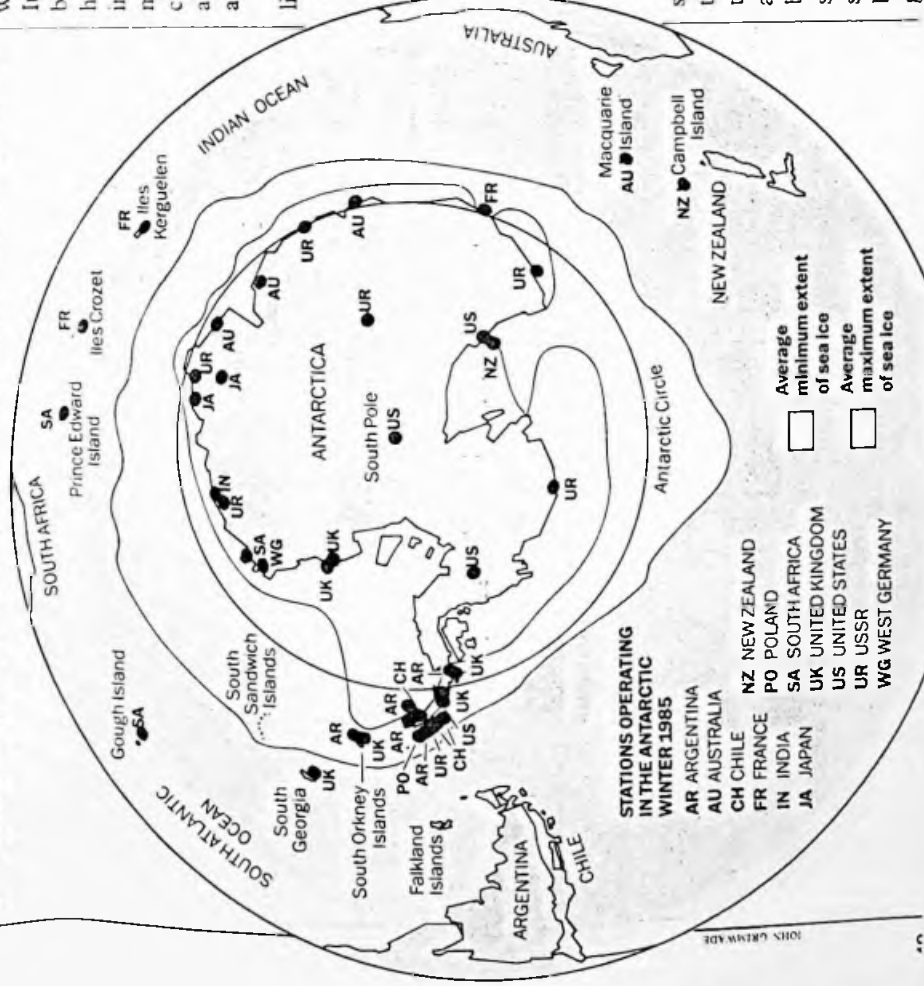 SOUTH AFRICA
SA
Prince Edward
Island
FR
Iles Crozet
FR
Iles
Kerguelen
INDIAN OCEAN
AUSTRALIA
Gough Island
SA
SOUTH ATLANTIC
OCEAN
South
Sandwich
Islands
South
Georgia
UK
South Orkney
Islands
AR
UK
Falkland
Islands
ARGENTINA
CHILE
PO
AR
AR
CH
AR
AR
UR
CH
US
UK
UK
SA
WG
UK
UK
UR
IN
JA
UR
JA
AU
AU
UR
AU
FR
UR
US
NZ
UR
US
UR
ANTARCTICA
South Pole
US
Antarctic Circle
Macquarie
AU Island
NZ Campbell
Island
NEW ZEALAND
STATIONS OPERATING
IN THE ANTARCTIC
WINTER 1985
AR ARGENTINA
AU AUSTRALIA
CH CHILE
FR FRANCE
IN INDIA
JA JAPAN
NZ NEW ZEALAND
PO POLAND
SA SOUTH AFRICA
UK UNITED KINGDOM
US UNITED STATES
UR USSR
WG WEST GERMANY
Average
minimum extent
of sea ice
Average
maximum extent
of sea ice
JOHN GRIMWADE